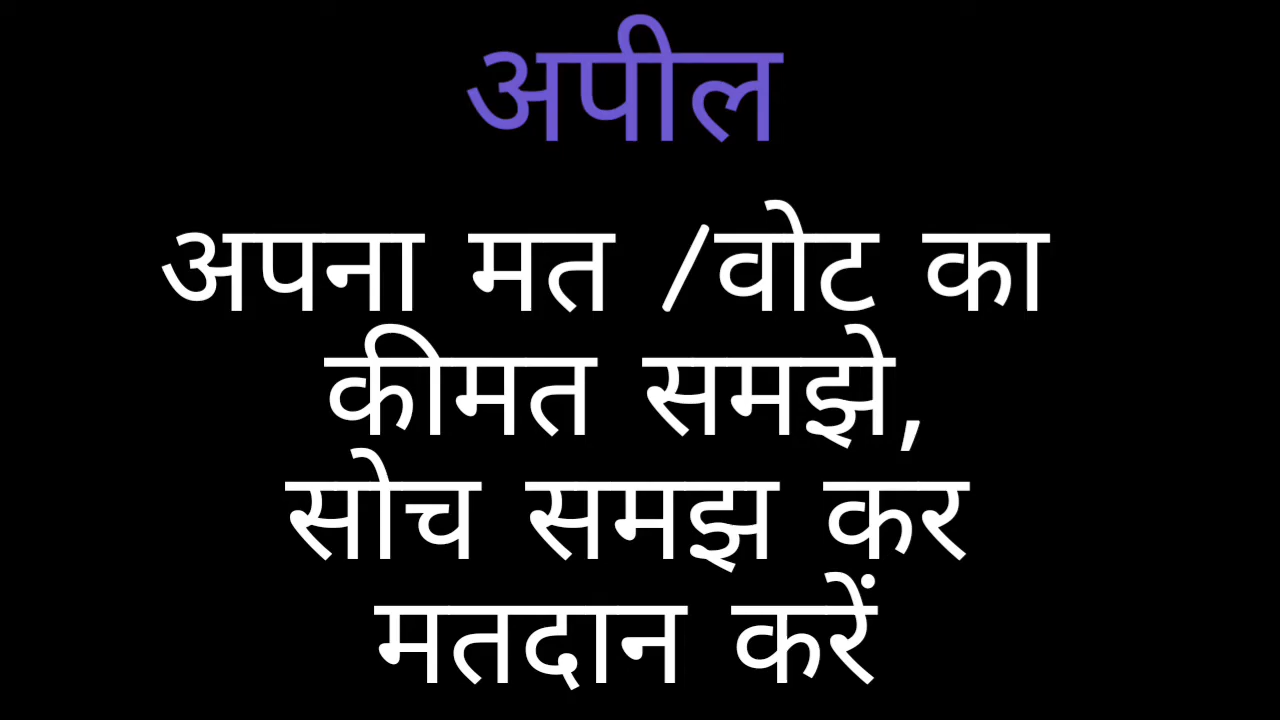 अपील
अपना मत /वोट का
कीमत समझे,
सोच समझ कर
मतदान करें